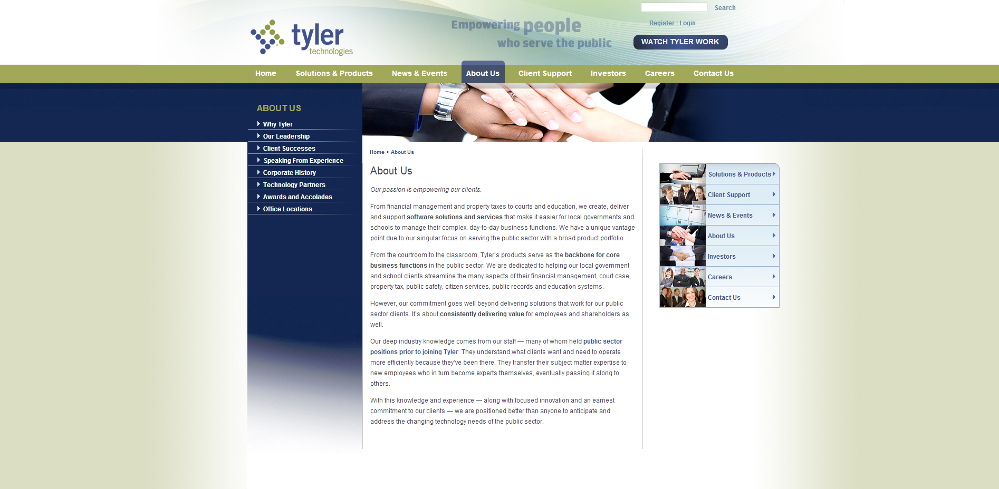 Search
Register | Login
WATCH TYLER WORK
tyler
technologies
Empowering people
who serve the public
Home
Solutions & Products
News & Events
About Us
Client Support
Investors
Careers
Contact Us
ABOUT US
Why Tyler
Our Leadership
Client Successes
Speaking From Experience
Corporate History
Technology Partners
Awards and Accolades
Office Locations
Home > About Us
About Us
Our passion is empowering our clients.
From financial management and property taxes to courts and education, we create, deliver
and support software solutions and services that make it easier for local governments and
schools to manage their complex, day-to-day business functions. We have a unique vantage
point due to our singular focus on serving the public sector with a broad product portfolio.
From the courtroom to the classroom, Tyler's products serve as the backbone for core
business functions in the public sector. We are dedicated to helping our local government
and school clients streamline the many aspects of their financial management, court case,
property tax, public safety, citizen services, public records and education systems.
However, our commitment goes well beyond delivering solutions that work for our public
sector clients. It's about consistently delivering value for employees and shareholders as
well.
Our deep industry knowledge comes from our staff — many of whom held public sector
positions prior to joining Tyler. They understand what clients want and need to operate
more efficiently because they've been there. They transfer their subject matter expertise to
new employees who in turn become experts themselves, eventually passing it along to
others.
With this knowledge and experience — along with focused innovation and an earnest
commitment to our clients — we are positioned better than anyone to anticipate and
address the changing technology needs of the public sector.
Solutions & Products
Client Support
News & Events
About Us
Investors
Careers
Contact Us